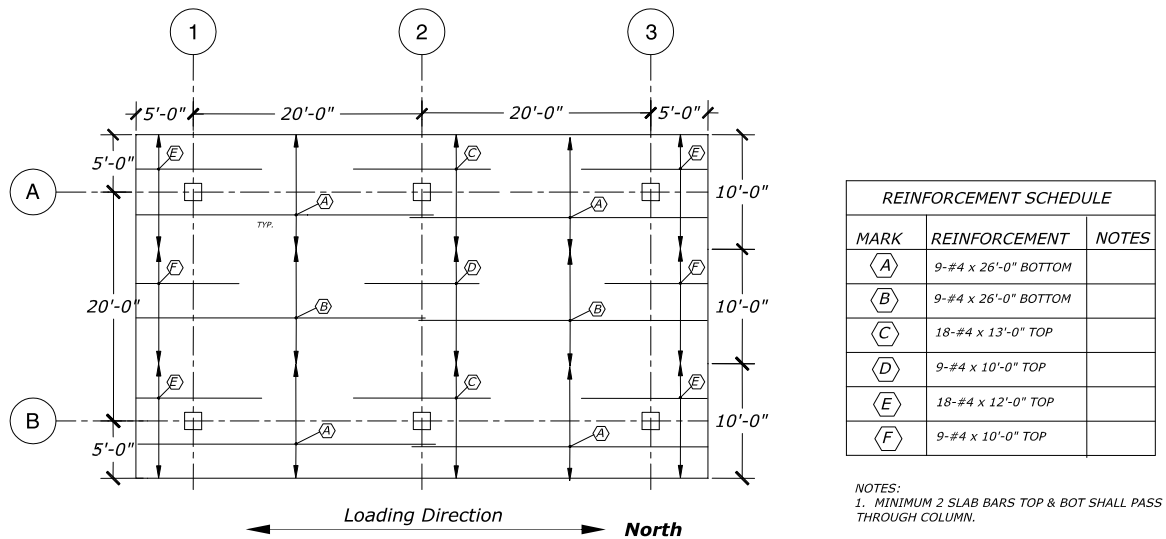 1 2 3
5'-0" 20'-0" 20'-0" 5'-0"
E C E
5'-0"
A 10'-0"
A A
TYP.
F D F
20'-0" 10'-0"
B B
E C E
B 10'-0"
5'-0" A A
Loading Direction North
REINFORCEMENT SCHEDULE
MARK REINFORCEMENT NOTES
A 9-#4 x 26'-0" BOTTOM
B 9-#4 x 26'-0" BOTTOM
C 18-#4 x 13'-0" TOP
D 9-#4 x 10'-0" TOP
E 18-#4 x 12'-0" TOP
F 9-#4 x 10'-0" TOP
NOTES:
1. MINIMUM 2 SLAB BARS TOP & BOT SHALL PASS
THROUGH COLUMN.